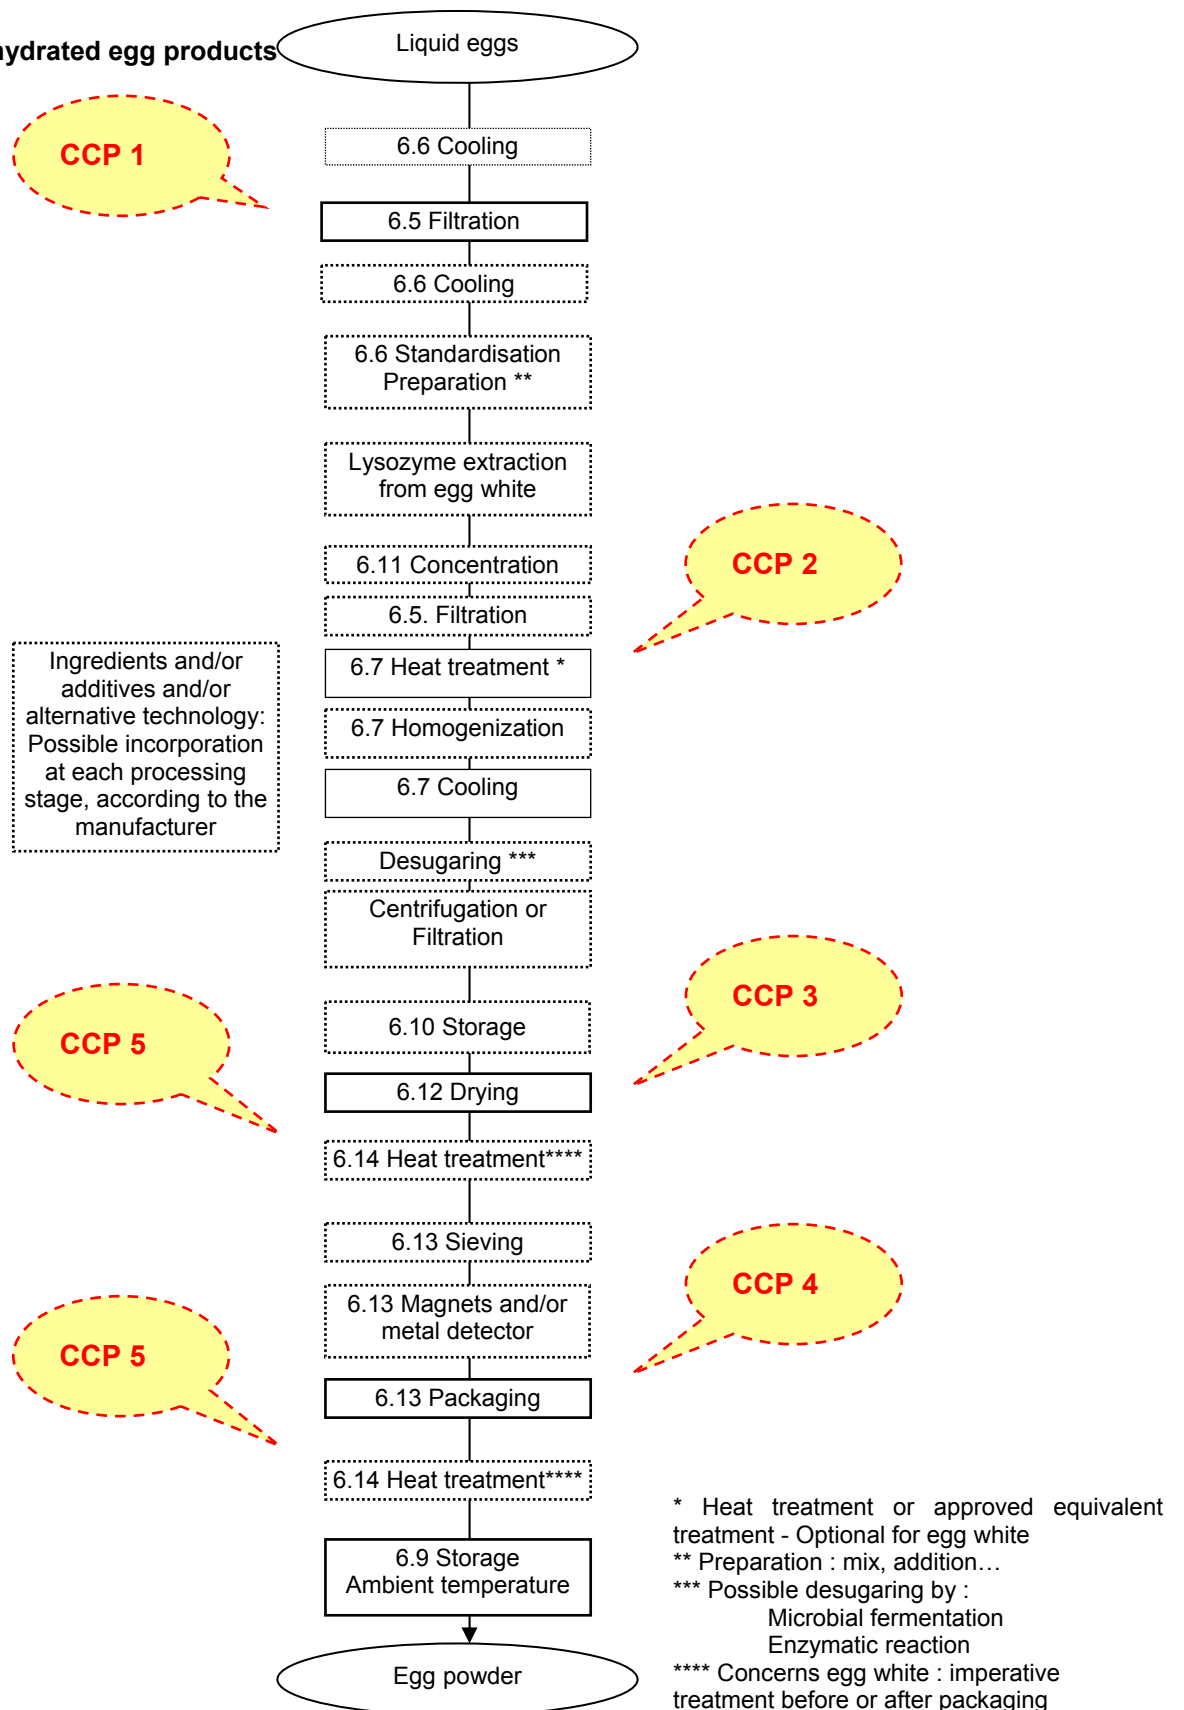 hydrated egg products
Liquid eggs
CCP 1
6.6 Cooling
6.5 Filtration
6.6 Cooling
6.6 Standardisation
Preparation **
Lysozyme extraction
from egg white
6.11 Concentration
CCP 2
6.5. Filtration
Ingredients and/or
additives and/or
alternative technology:
Possible incorporation
at each processing
stage, according to the
manufacturer
6.7 Heat treatment *
6.7 Homogenization
6.7 Cooling
Desugaring ***
Centrifugation or
Filtration
CCP 3
6.10 Storage
CCP 5
6.12 Drying
6.14 Heat treatment****
6.13 Sieving
CCP 4
6.13 Magnets and/or
metal detector
CCP 5
6.13 Packaging
6.14 Heat treatment****
6.9 Storage
Ambient temperature
Egg powder
* Heat treatment or approved equivalent
treatment - Optional for egg white
** Preparation : mix, addition…
*** Possible desugaring by :
Microbial fermentation
Enzymatic reaction
**** Concerns egg white : imperative
treatment before or after packaging